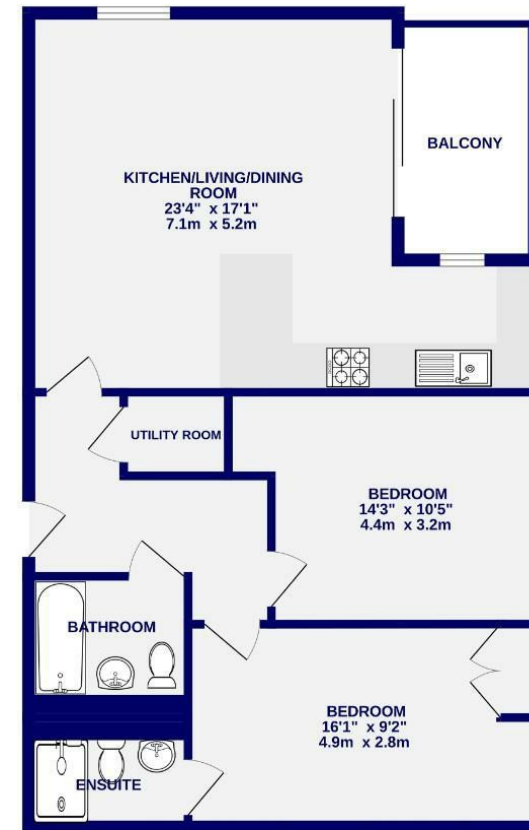 KITCHEN/LIVING/DINING
ROOM
23'4" x 17'1"
7.1m x 5.2m
BALCONY
UTILITY ROOM
BEDROOM
14'3" x 10'5"
4.4m x 3.2m
BATHROOM
BEDROOM
16'1" x 9'2"
4.9m x 2.8m
ENSUITE